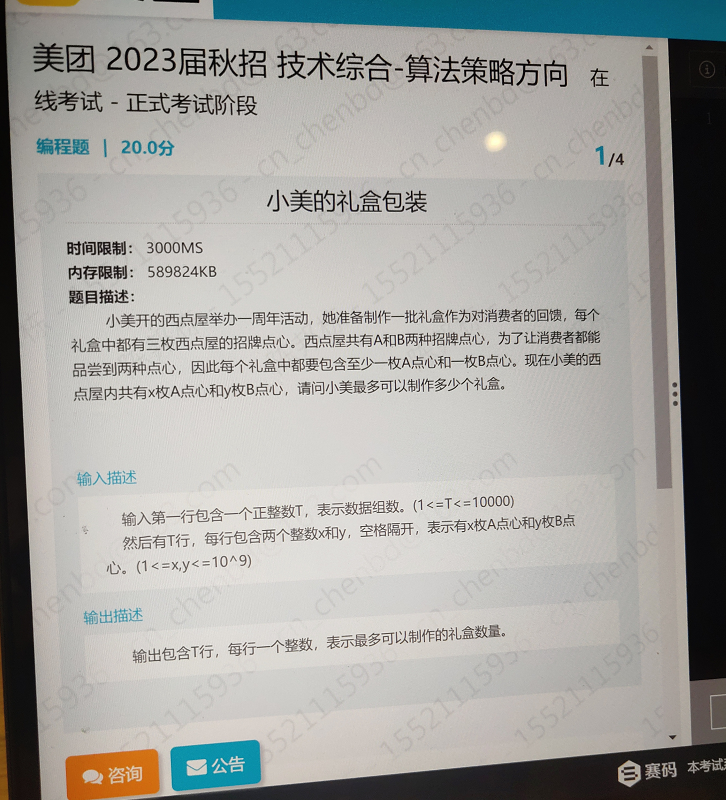 美团 2023届秋招 技术综合-算法策略方向 在
线考试 - 正式考试阶段
编程题 | 20.0分
1/4
小美的礼盒包装
时间限制： 3000MS
内存限制： 589824KB
题目描述：
小美开的西点屋举办一周年活动，她准备制作一批礼盒作为对消费者的回馈，每个
礼盒中都有三枚西点屋的招牌点心。西点屋共有A和B两种招牌点心，为了让消费者都能
品尝到两种点心，因此每个礼盒中都要包含至少一枚A点心和一枚B点心。现在小美的西
点屋内共有x枚A点心和y枚B点心，请问小美最多可以制作多少个礼盒。
输入描述
输入第一行包含一个正整数T，表示数据组数。(1<=T<=10000)
然后有T行，每行包含两个整数x和y，空格隔开，表示有x枚A点心和y枚B点
心。(1<=x,y<=10^9)
输出描述
输出包含T行，每行一个整数，表示最多可以制作的礼盒数量。
咨询
公告
赛码 本考试系